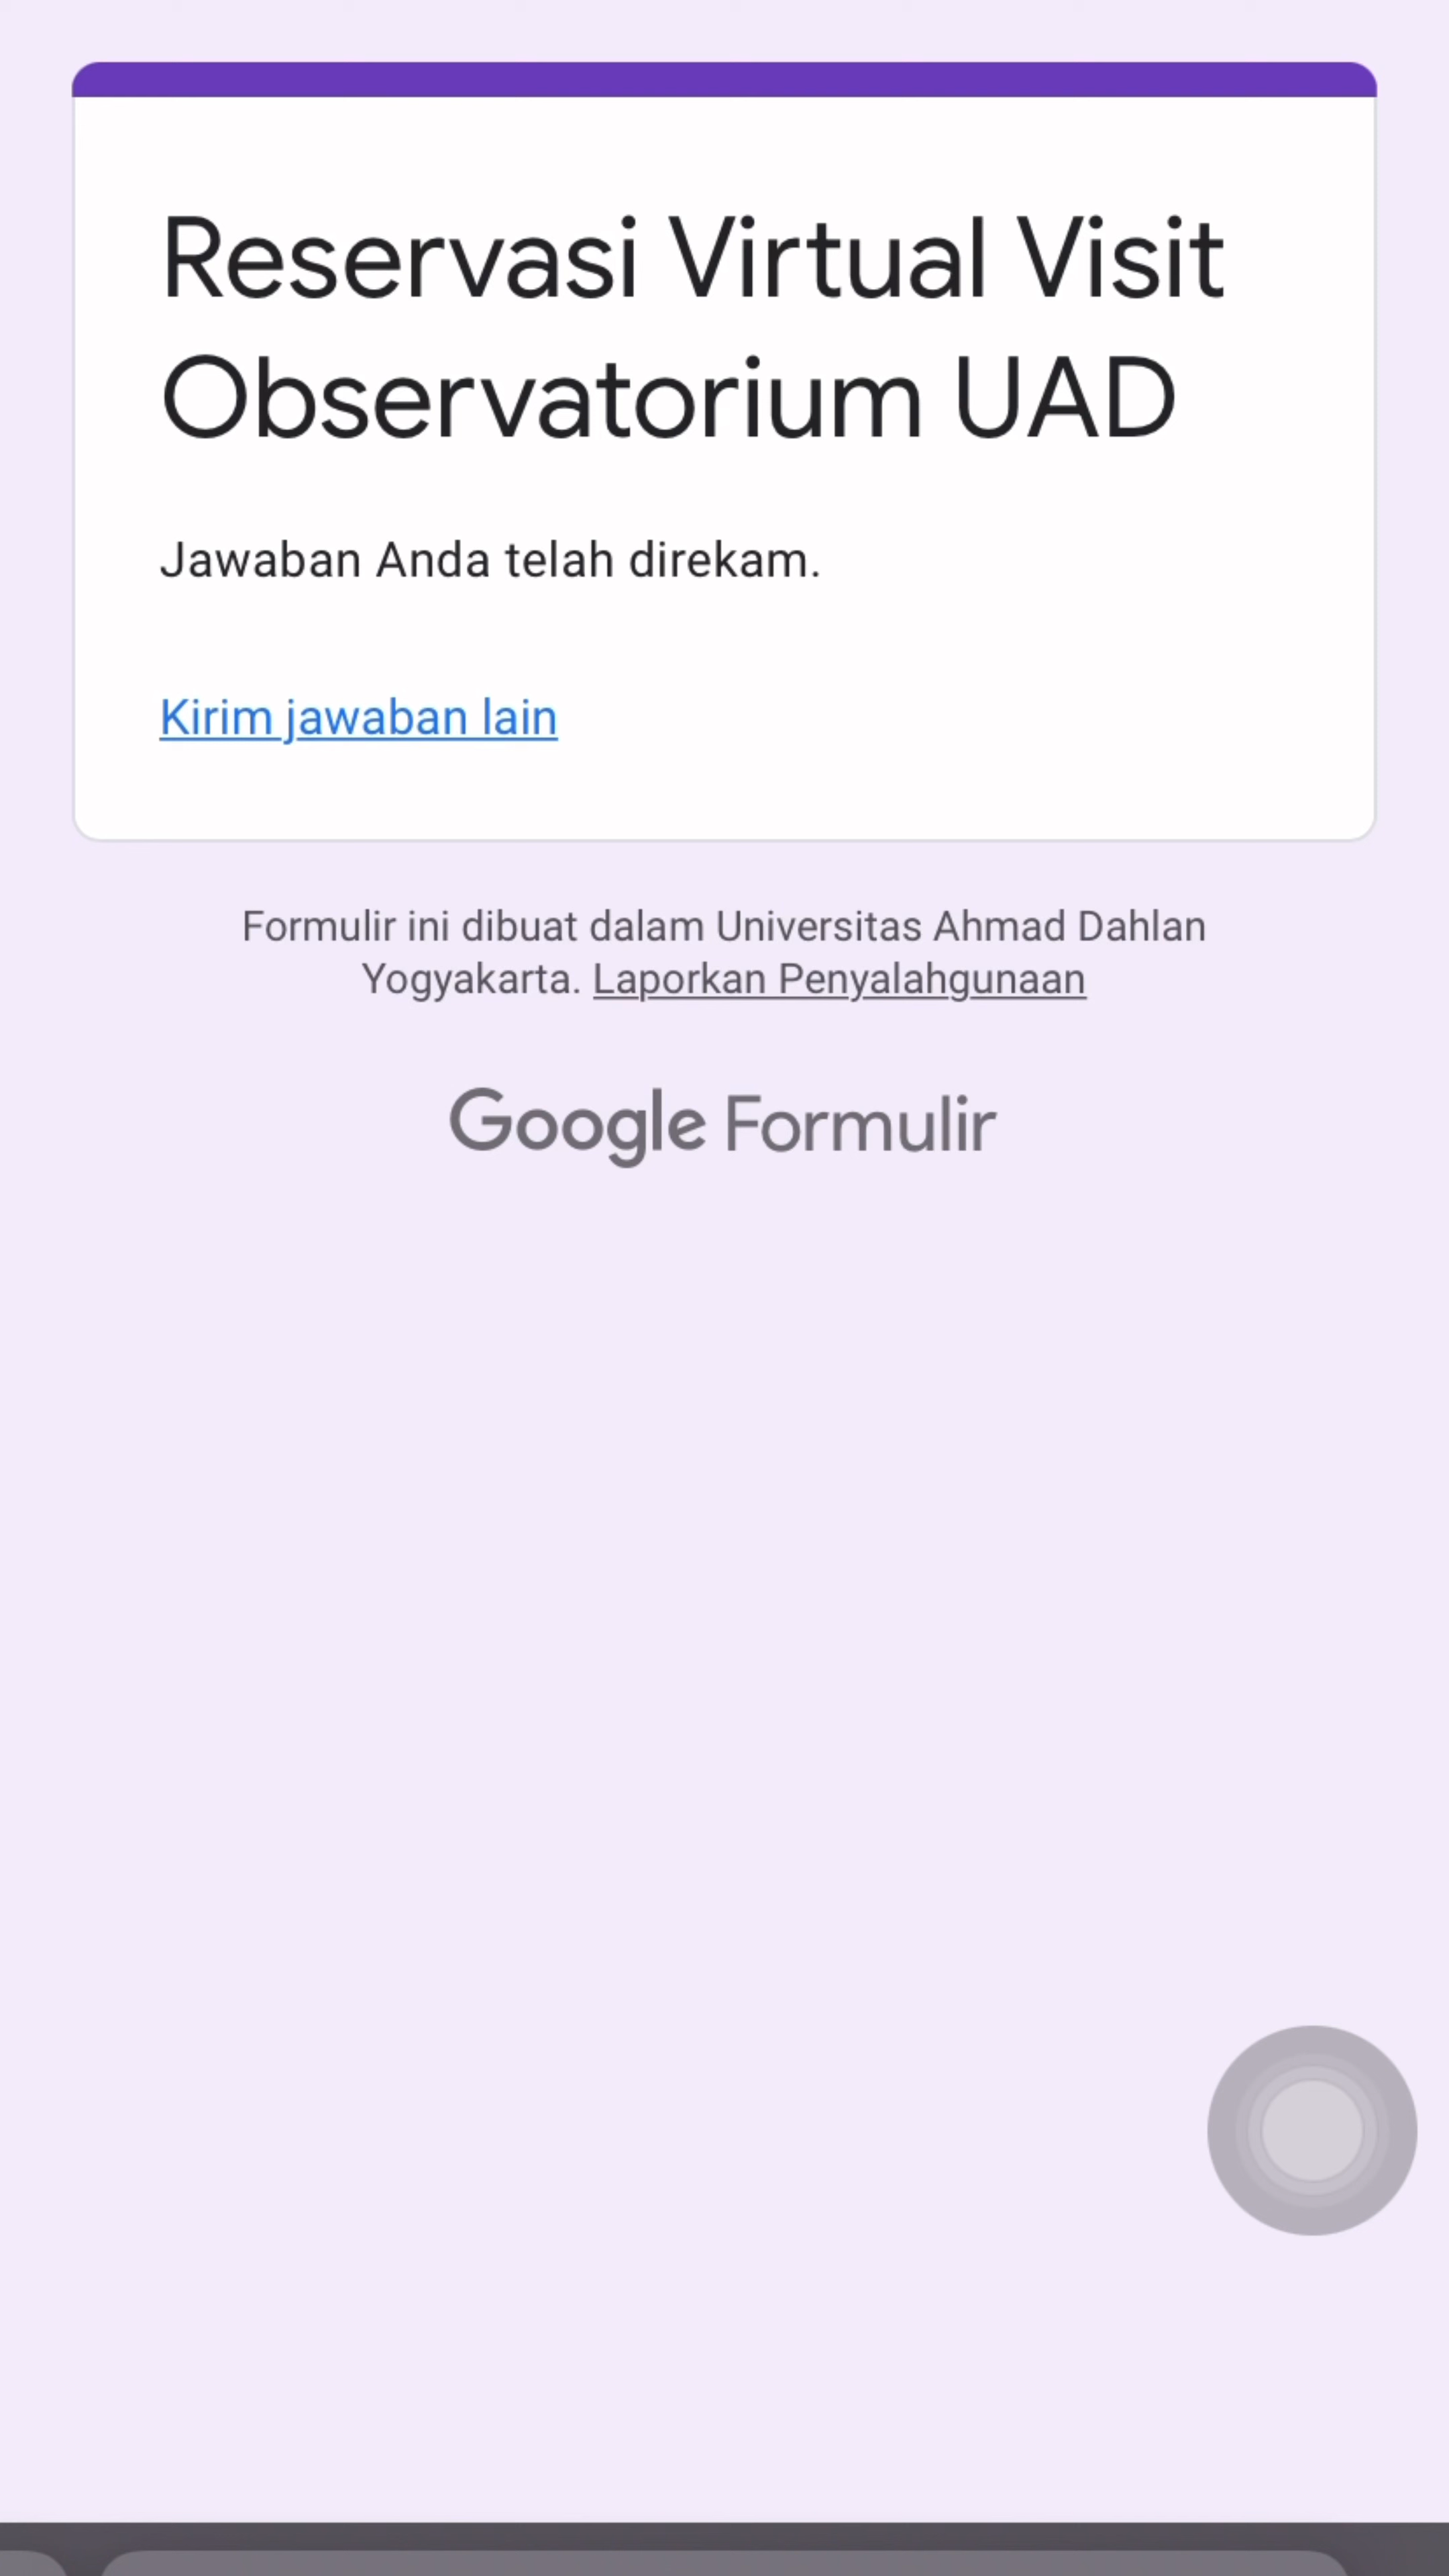 Reservasi Virtual Visit
Observatorium UAD
Jawaban Anda telah direkam.
Kirim jawaban lain
Formulir ini dibuat dalam Universitas Ahmad Dahlan
Yogyakarta. Laporkan Penyalahgunaan
Google Formulir